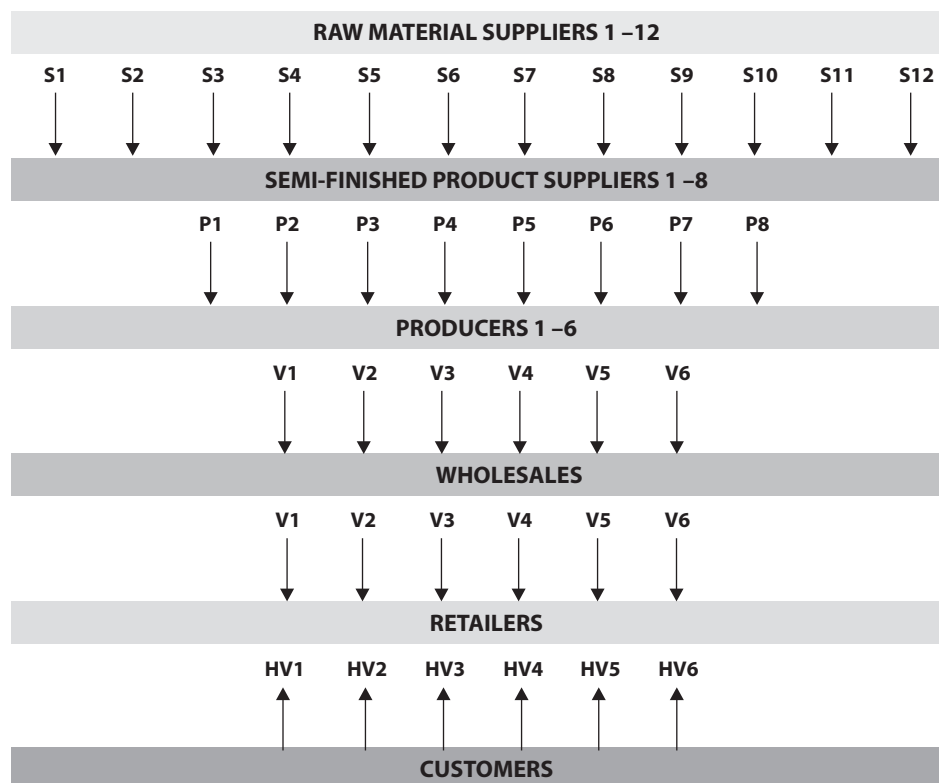 RAW MATERIAL SUPPLIERS 1 –12
S1 S2 S3 S4 S5 S6 S7 S8 S9 S10 S11 S12
SEMI-FINISHED PRODUCT SUPPLIERS 1 –8
P1 P2 P3 P4 P5 P6 P7 P8
PRODUCERS 1 –6
V1 V2 V3 V4 V5 V6
WHOLESALES
V1 V2 V3 V4 V5 V6
RETAILERS
HV1 HV2 HV3 HV4 HV5 HV6
CUSTOMERS